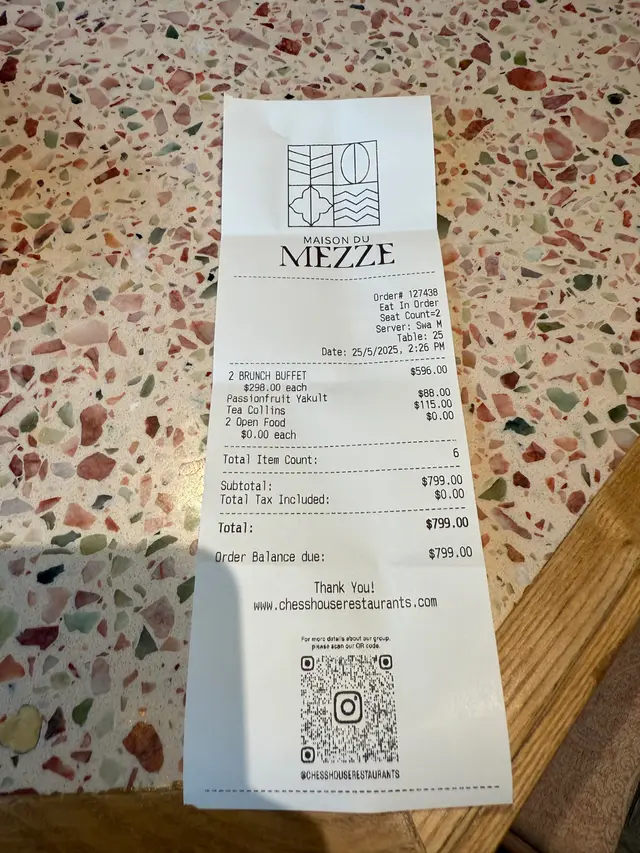 MAISON DU
MEZZE
Order# 127438
Eat In Order
Seat Count=2
Server: Swa M
Table: 25
Date: 25/5/2025, 2:26 PM
2 BRUNCH BUFFET $596.00
$298.00 each
Passionfruit Yakult $88.00
Tea Collins $115.00
2 Open Food $0.00
$0.00 each
Total Item Count: 6
Subtotal: $799.00
Total Tax Included: $0.00
Total: $799.00
Order Balance due: $799.00
Thank You!
www.chesshouserestaurants.com
For more details about our group,
please scan our QR code.
@CHESSHOUSERESTAURANTS